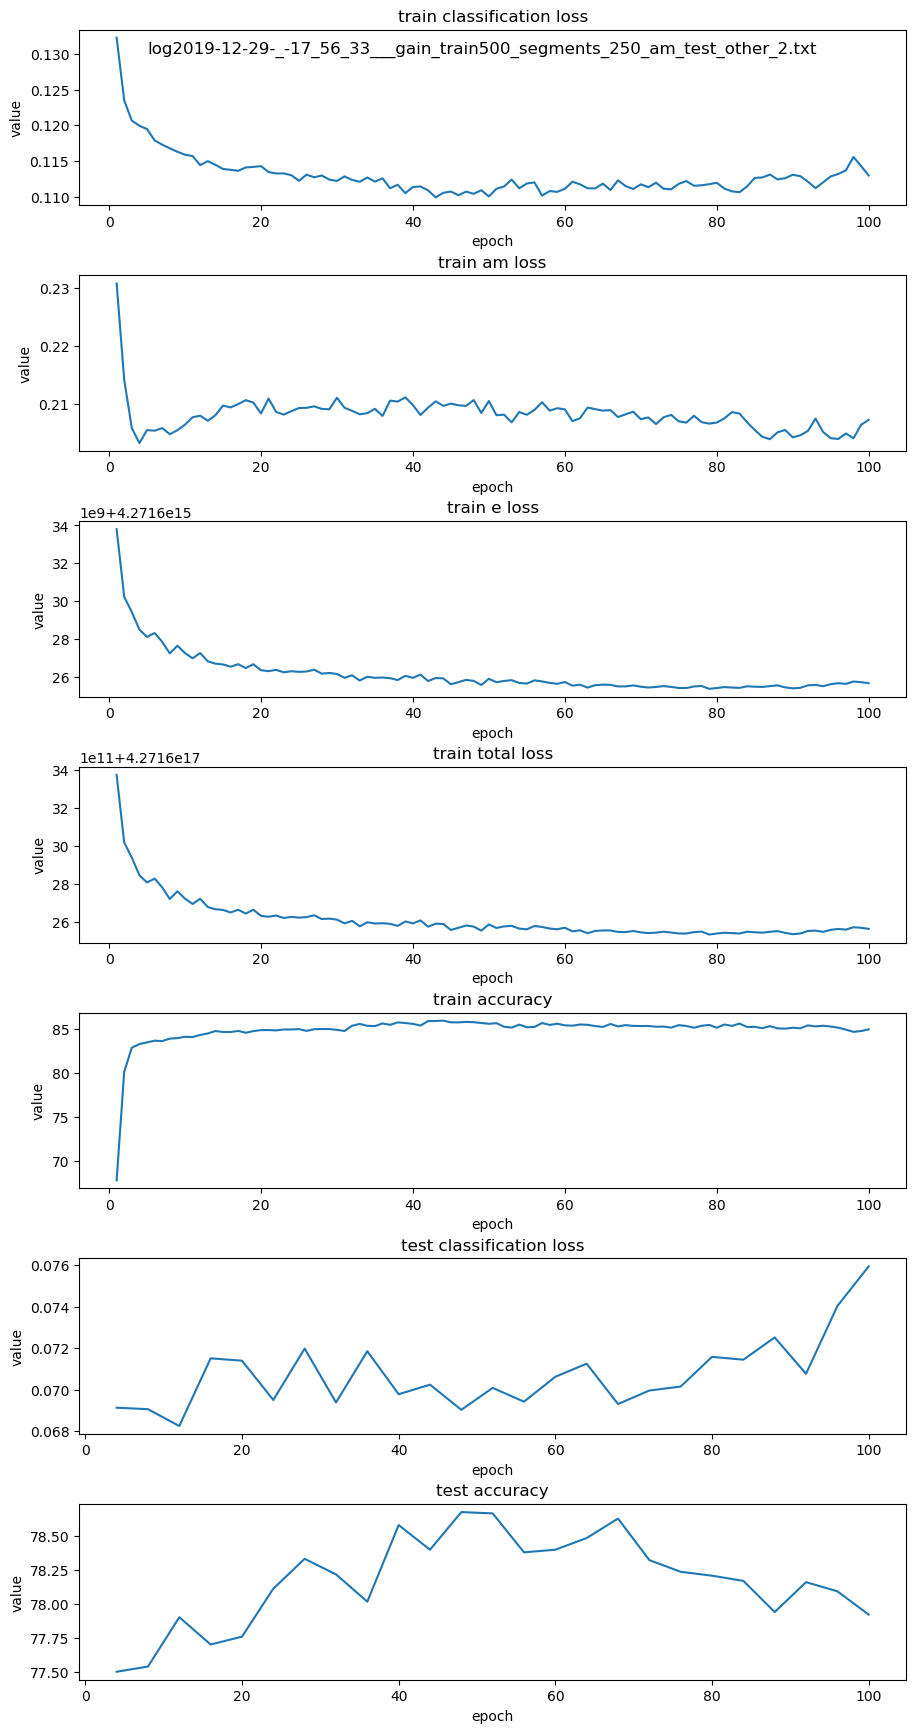 train classification loss
log2019-12-29-_-17_56_33___gain_train500_segments_250_am_test_other_2.txt
0.130
0.125
0.120
0.115
0.110
value
0 20 40 60 80 100
epoch
train am loss
0.23
0.22
0.21
value
0 20 40 60 80 100
epoch
train e loss
1e9+4.2716e15
34
32
30
28
26
value
0 20 40 60 80 100
epoch
train total loss
1e11+4.2716e17
34
32
30
28
26
value
0 20 40 60 80 100
epoch
train accuracy
85
80
75
70
value
0 20 40 60 80 100
epoch
test classification loss
0.076
0.074
0.072
0.070
0.068
value
0 20 40 60 80 100
epoch
test accuracy
78.50
78.25
78.00
77.75
77.50
value
0 20 40 60 80 100
epoch